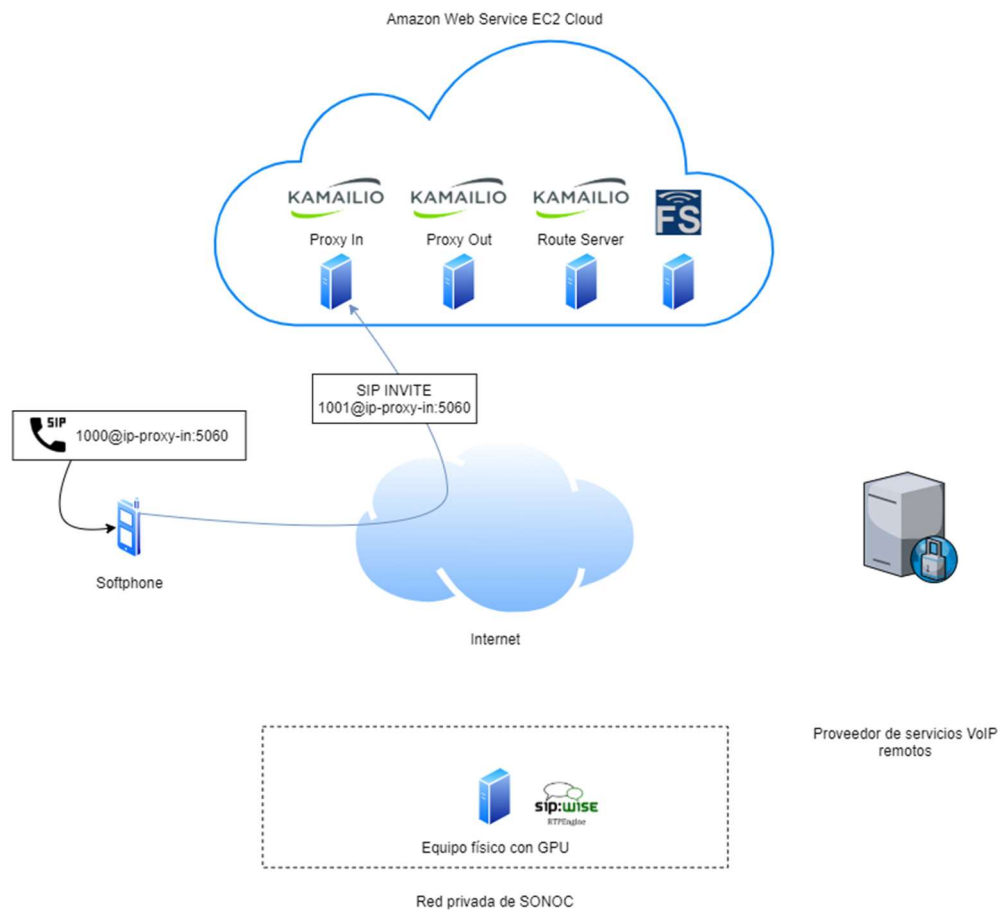 Amazon Web Service EC2 Cloud
KAMAILIO KAMAILIO KAMAILIO
FS
Proxy In Proxy Out Route Server
SIP INVITE
1001@ip-proxy-in:5060
SIP
1000@ip-proxy-in:5060
Softphone
Internet
Proveedor de servicios VoIP
remotos
sip:wise
RTPEngine
Equipo físico con GPU
Red privada de SONOC